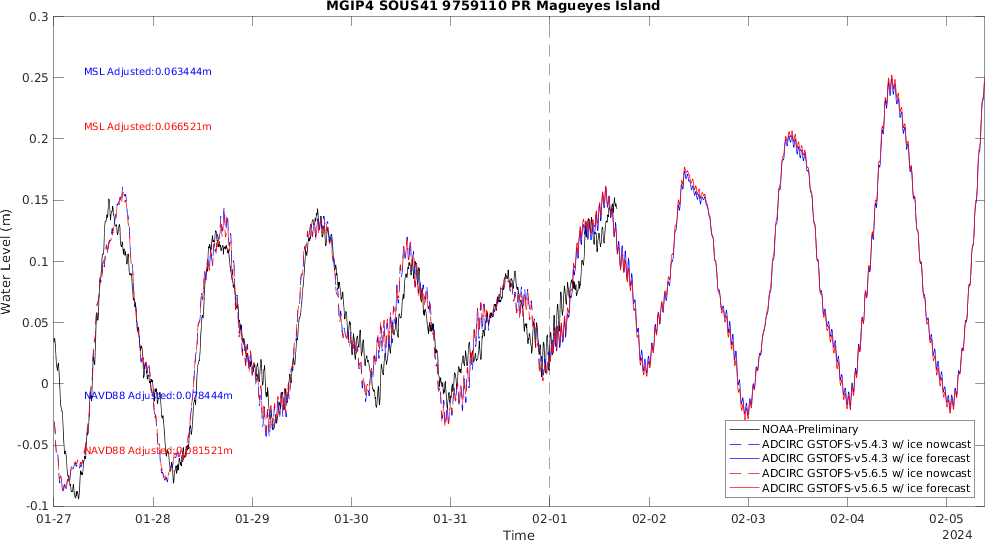 MGIP4 SOUS41 9759110 PR Magueyes Island
0.3
0.25
0.2
0.15
0.1
0.05
0
-0.05
-0.1
Water Level (m)
MSL Adjusted:0.063444m
MSL Adjusted:0.066521m
NAVD88 Adjusted:0.078444m
NAVD88 Adjusted:0.081521m
NOAA-Preliminary
ADCIRC GSTOFS-v5.4.3 w/ ice nowcast
ADCIRC GSTOFS-v5.4.3 w/ ice forecast
ADCIRC GSTOFS-v5.6.5 w/ ice nowcast
ADCIRC GSTOFS-v5.6.5 w/ ice forecast
01-27 01-28 01-29 01-30 01-31 02-01 02-02 02-03 02-04 02-05
Time
2024